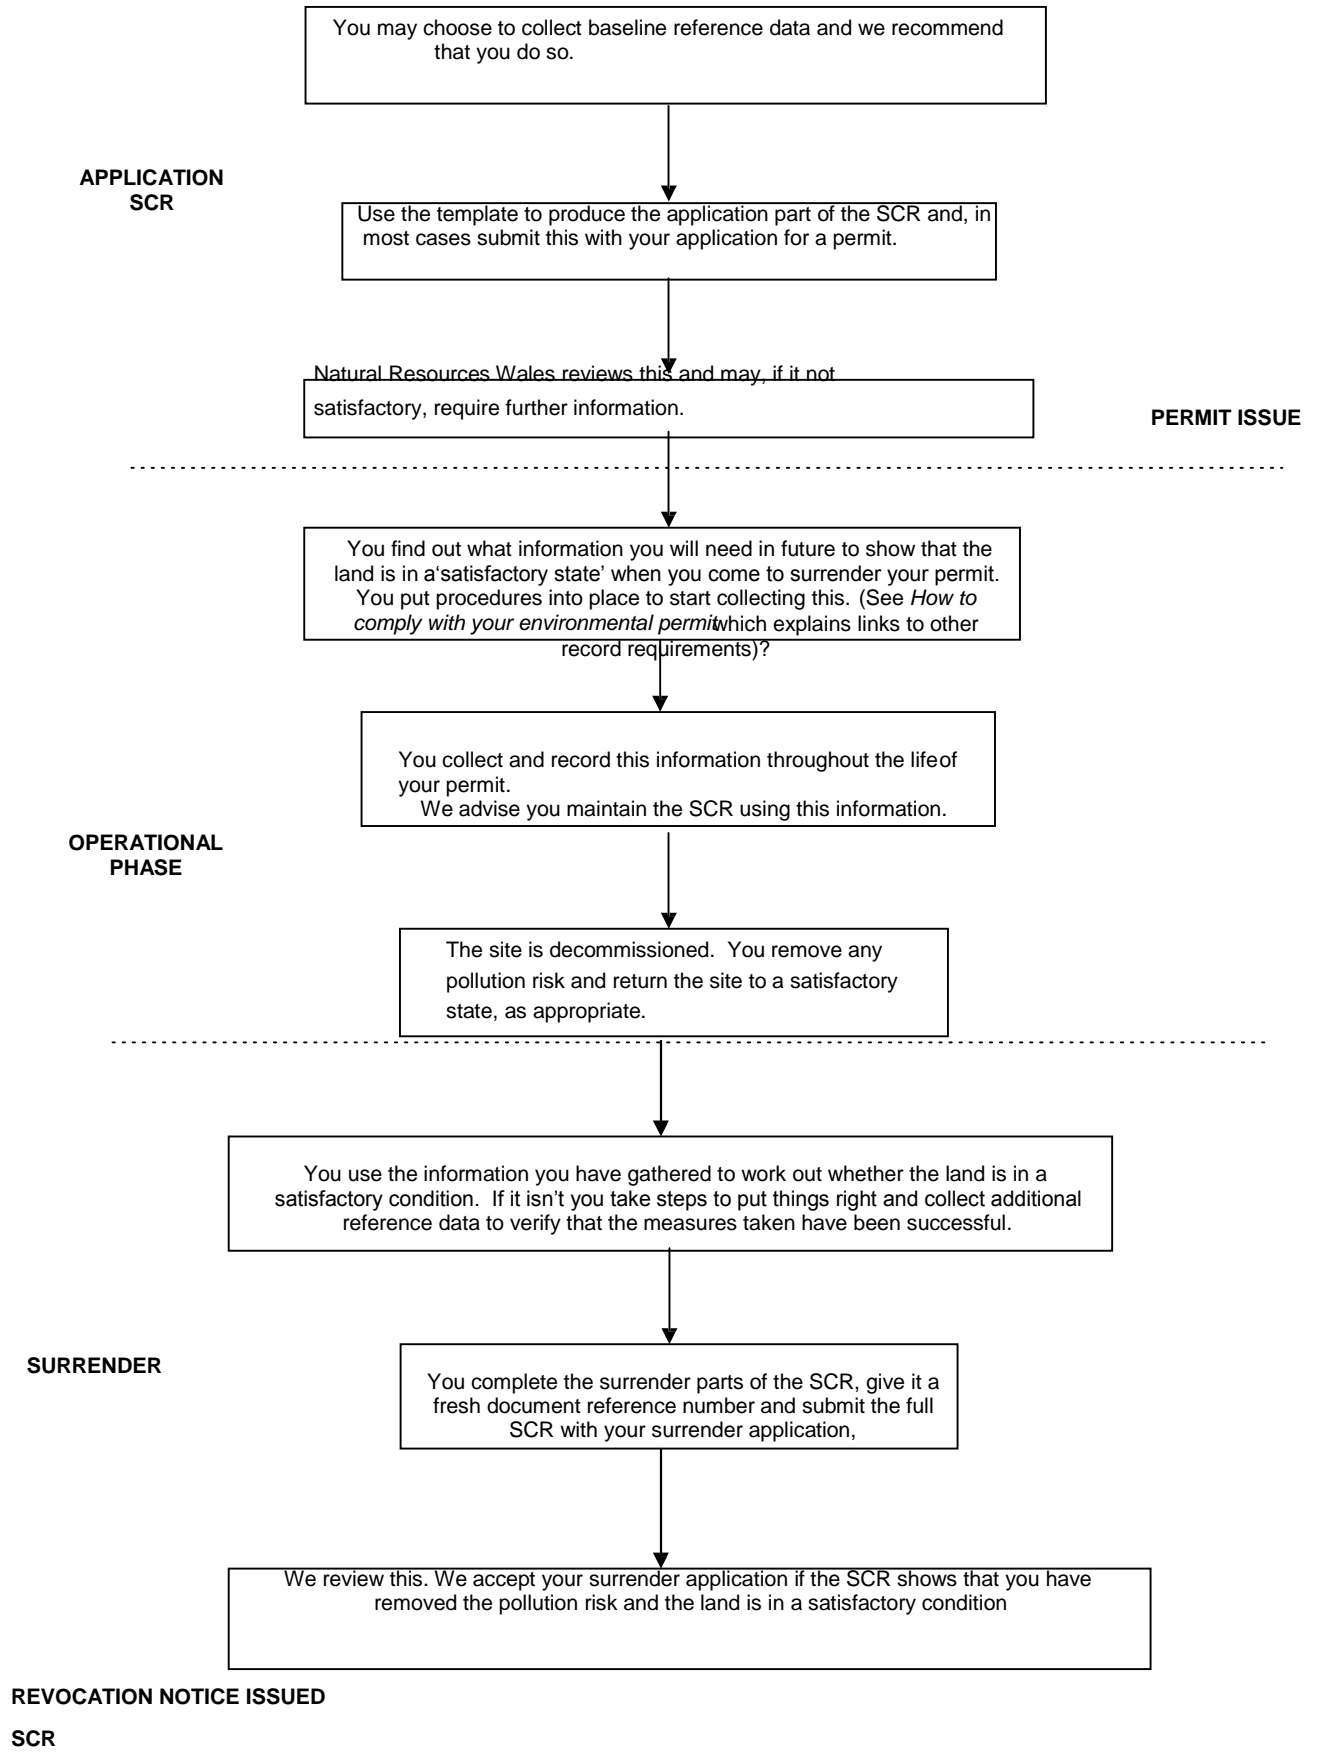 You may choose to collect baseline reference data and we recommend
that you do so.
APPLICATION
SCR
Use the template to produce the application part of the SCR and, in
most cases submit this with your application for a permit.
Natural Resources Wales reviews this and may, if it not
satisfactory, require further information.
PERMIT ISSUE
You find out what information you will need in future to show that the
land is in a‘satisfactory state’ when you come to surrender your permit.
You put procedures into place to start collecting this. (See How to
comply with your environmental permit which explains links to other
record requirements)?
You collect and record this information throughout the life of
your permit.
We advise you maintain the SCR using this information.
OPERATIONAL
PHASE
The site is decommissioned. You remove any
pollution risk and return the site to a satisfactory
state, as appropriate.
You use the information you have gathered to work out whether the land is in a
satisfactory condition. If it isn’t you take steps to put things right and collect additional
reference data to verify that the measures taken have been successful.
SURRENDER
You complete the surrender parts of the SCR, give it a
fresh document reference number and submit the full
SCR with your surrender application,
We review this. We accept your surrender application if the SCR shows that you have
removed the pollution risk and the land is in a satisfactory condition
REVOCATION NOTICE ISSUED
SCR